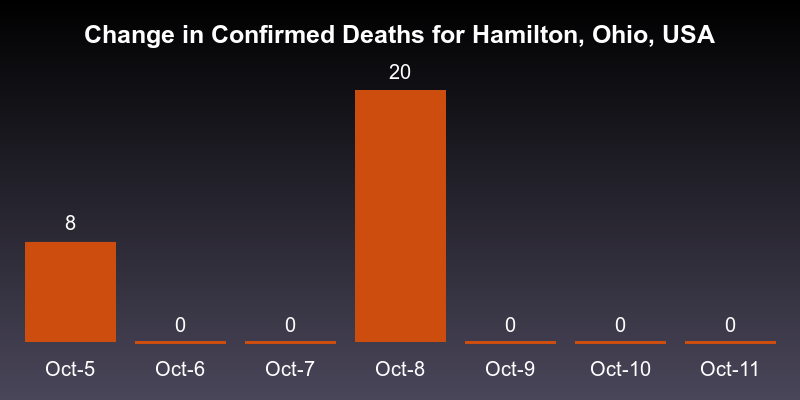 Change in Confirmed Deaths for Hamilton, Ohio, USA
20
8
0 0 0 0 0
Oct-5 Oct-6 Oct-7 Oct-8 Oct-9 Oct-10 Oct-11